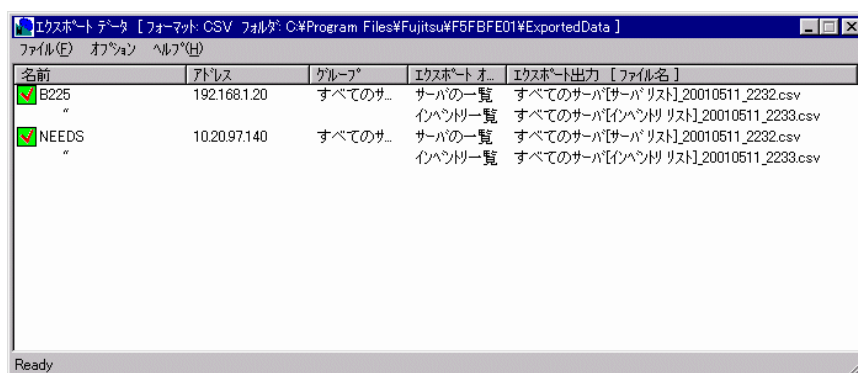 エクスポート データ [ フォーマット: CSV フォルダ: C:¥Program Files¥Fujitsu¥F5FBFE01¥ExportedData ]
ファイル(F) オプション ヘルプ(H)
名前 アドレス グループ エクスポート オ... エクスポート出力 [ ファイル名 ]
B225 192.168.1.20 すべてのサ... サーバの一覧 すべてのサーバ[サーバ リスト]_20010511_2232.csv
〃 インベントリ一覧 すべてのサーバ[インベントリ リスト]_20010511_2233.csv
NEEDS 10.20.97.140 すべてのサ... サーバの一覧 すべてのサーバ[サーバ リスト]_20010511_2232.csv
〃 インベントリ一覧 すべてのサーバ[インベントリ リスト]_20010511_2233.csv
Ready